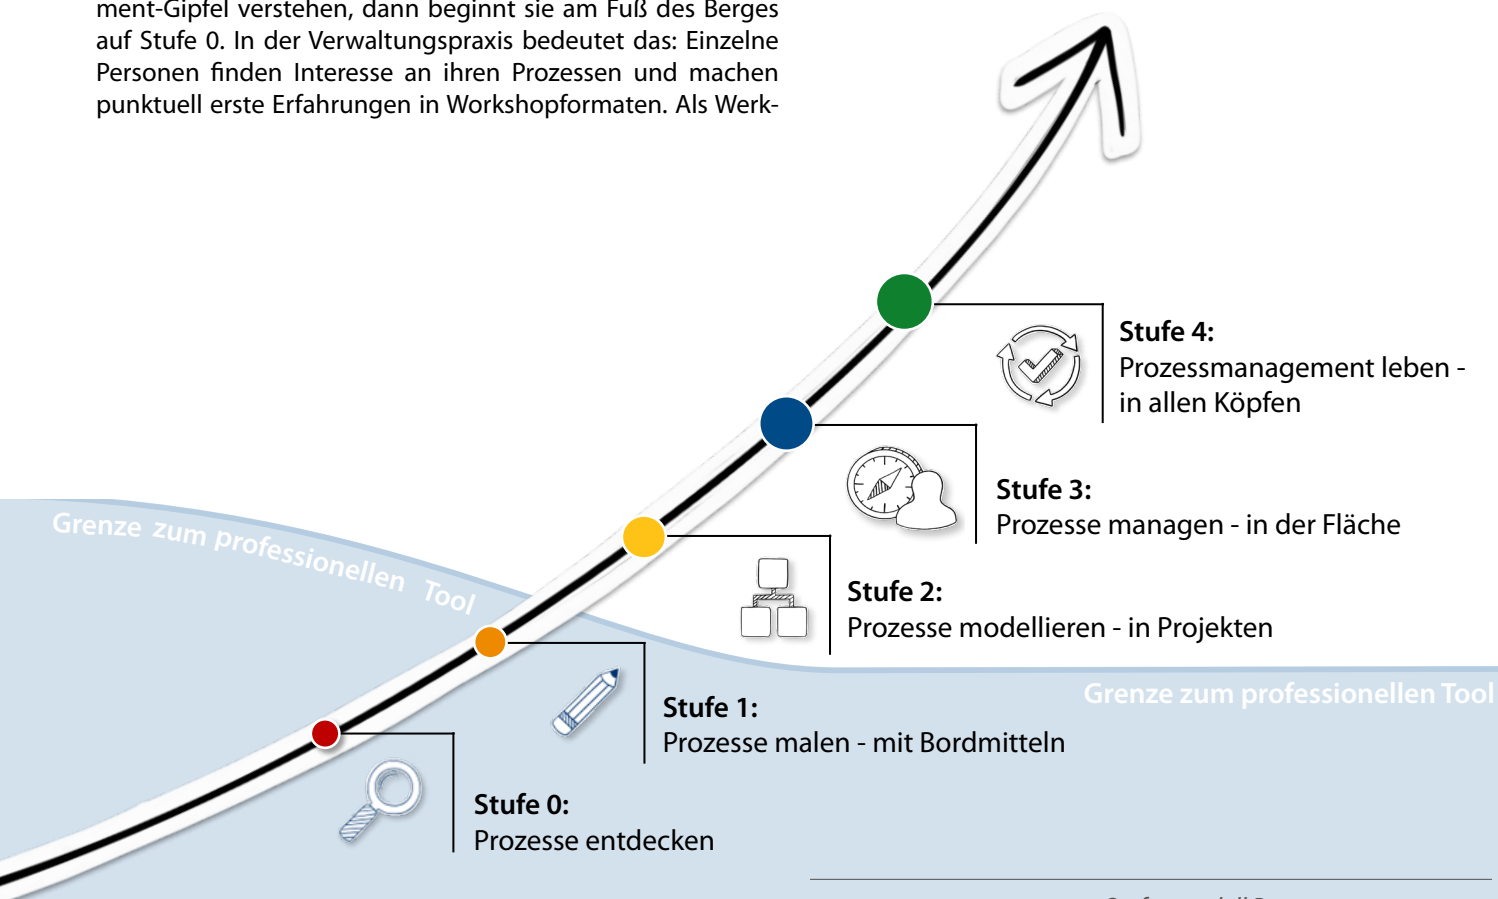 ment-Gipfel verstehen, dann beginnt sie am Fuß des Berges
auf Stufe 0. In der Verwaltungspraxis bedeutet das: Einzelne
Personen finden Interesse an ihren Prozessen und machen
punktuell erste Erfahrungen in Workshopformaten. Als Werk-
Stufe 4:
Prozessmanagement leben -
in allen Köpfen
Stufe 3:
Prozesse managen - in der Fläche
Grenze zum professionellen Tool
Stufe 2:
Prozesse modellieren - in Projekten
Grenze zum professionellen Tool
Stufe 1:
Prozesse malen - mit Bordmitteln
Stufe 0:
Prozesse entdecken